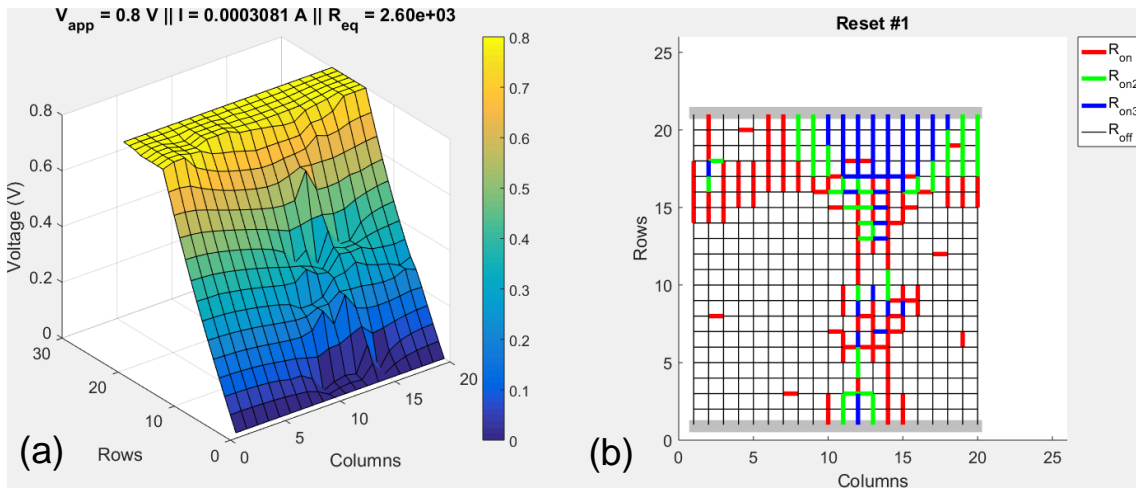 V_app = 0.8 V || I = 0.0003081 A || R_eq = 2.60e+03
Voltage (V)
0.8
0.6
0.4
0.2
0
30
20
10
0
Rows
0
5
10
15
20
Columns
0.8
0.7
0.6
0.5
0.4
0.3
0.2
0.1
0
(a)
Reset #1
Rows
25
20
15
10
5
0
0
5
10
15
20
25
Columns
R_on
R_on2
R_on3
R_off
(b)